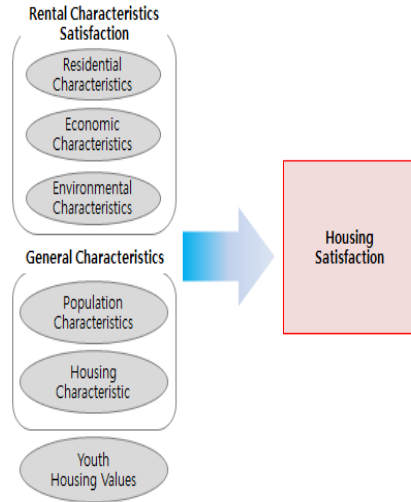 Rental Characteristics
Satisfaction
Residential
Characteristics
Economic
Characteristics
Environmental
Characteristics
General Characteristics
Population
Characteristics
Housing
Characteristic
Youth
Housing Values
Housing
Satisfaction